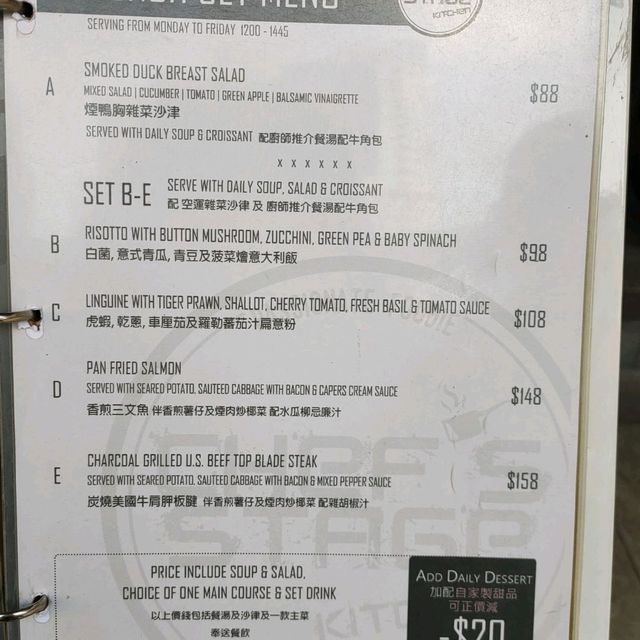 SET MENU
STAGE
KITCHEN
SERVING FROM MONDAY TO FRIDAY 1200 - 1445
A SMOKED DUCK BREAST SALAD
MIXED SALAD | CUCUMBER | TOMATO | GREEN APPLE | BALSAMIC VINAIGRETTE $88
煙鴨胸雜菜沙津
SERVED WITH DAILY SOUP & CROISSANT 配廚師推介餐湯配牛角包
X X X X X X
SET B-E SERVE WITH DAILY SOUP, SALAD & CROISSANT
配 空運雜菜沙律 及 廚師推介餐湯配牛角包
B RISOTTO WITH BUTTON MUSHROOM, ZUCCHINI, GREEN PEA & BABY SPINACH $98
白菌, 意式青瓜, 青豆及菠菜燴意大利飯
C LINGUINE WITH TIGER PRAWN, SHALLOT, CHERRY TOMATO, FRESH BASIL & TOMATO SAUCE $108
虎蝦, 乾蔥, 車厘茄及羅勒蕃茄汁扁意粉
PAN FRIED SALMON
D SERVED WITH SEARED POTATO, SAUTEED CABBAGE WITH BACON & CAPERS CREAM SAUCE $148
香煎三文魚 伴香煎薯仔及煙肉炒椰菜 配水瓜柳忌廉汁
CHARCOAL GRILLED U.S. BEEF TOP BLADE STEAK
E SERVED WITH SEARED POTATO, SAUTEED CABBAGE WITH BACON & MIXED PEPPER SAUCE $158
炭燒美國牛肩胛板腱 伴香煎薯仔及煙肉炒椰菜 配雜胡椒汁
SURF'S
STAGE
KITCHEN
PRICE INCLUDE SOUP & SALAD,
CHOICE OF ONE MAIN COURSE & SET DRINK
以上價錢包括餐湯及沙律及一款主菜
奉送餐飲
ADD DAILY DESSERT
加配自家製甜品
可正價減
-$20